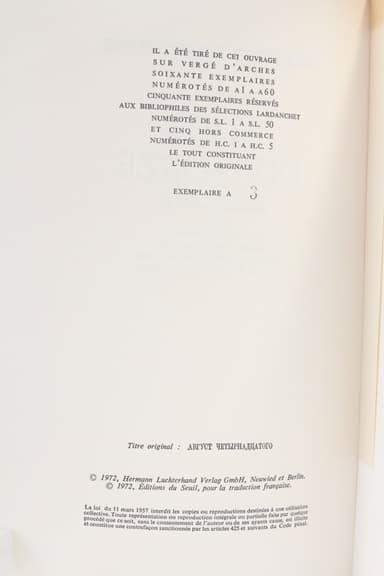 IL A ÉTÉ TIRÉ DE CET OUVRAGE
SUR VERGÉ D'ARCHES
SOIXANTE EXEMPLAIRES
NUMÉROTÉS DE A1 A A60
CINQUANTE EXEMPLAIRES RÉSERVÉS
AUX BIBLIOPHILES DES SÉLECTIONS LARDANCHET
NUMÉROTÉS DE S.L. 1 A S.L. 50
ET CINQ HORS COMMERCE
NUMÉROTÉS DE H.C. 1 A H.C. 5
LE TOUT CONSTITUANT
L'ÉDITION ORIGINALE
EXEMPLAIRE A 3
Titre original : АВГУСТ ЧЕТЫРНАДЦАТОГО
© 1972, Hermann Luchterhand Verlag GmbH, Neuwied et Berlin.
© 1972, Éditions du Seuil, pour la traduction française.
La loi du 11 mars 1957 interdit les copies ou reproductions destinées à une utilisation
collective. Toute représentation ou reproduction intégrale ou partielle faite par quelque
procédé que ce soit, sans le consentement de l'auteur ou de ses ayants cause, est illicite
et constitue une contrefaçon sanctionnée par les articles 425 et suivants du Code pénal.